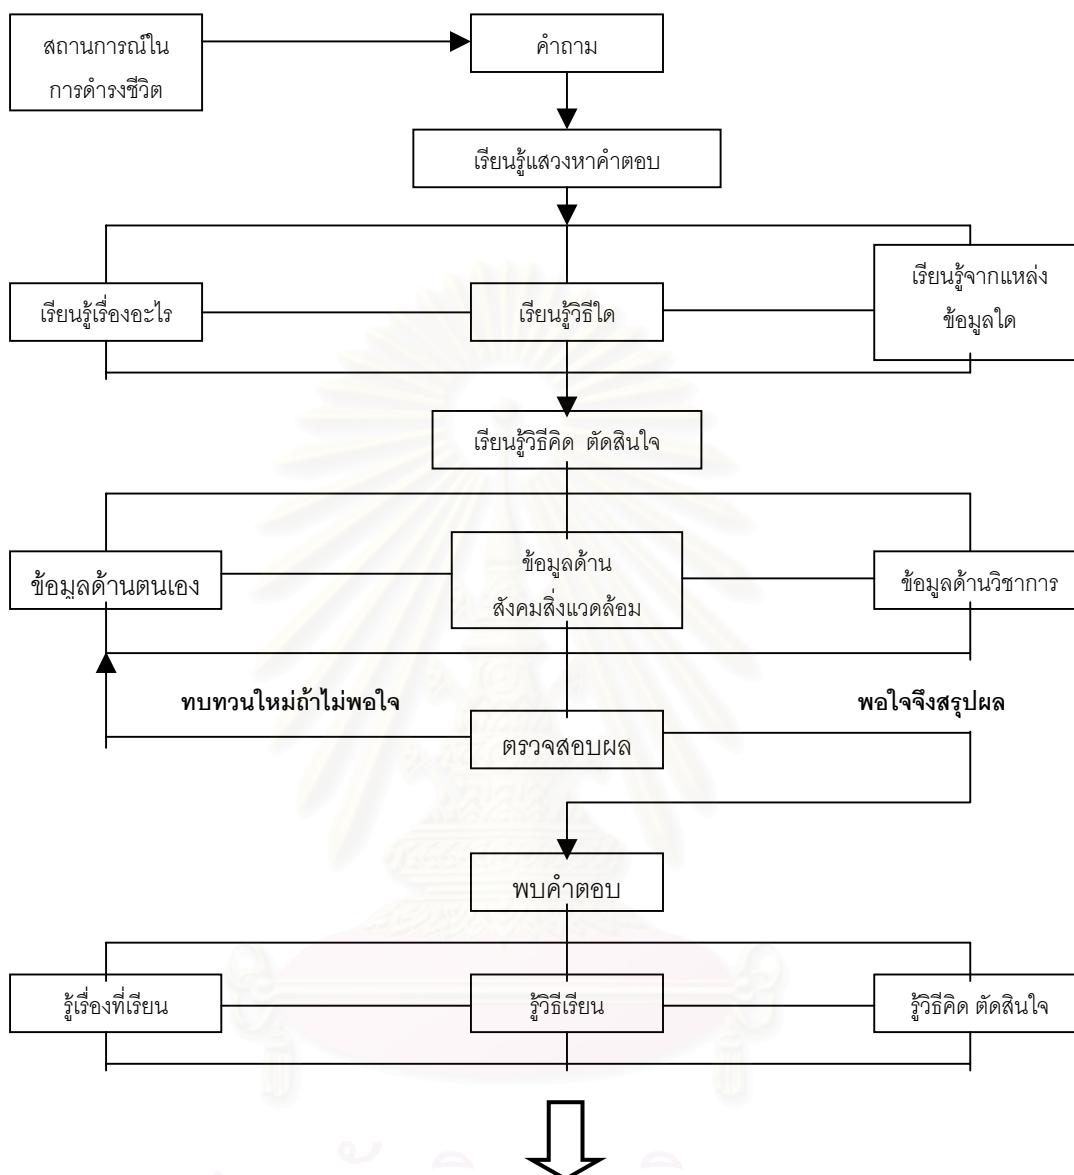 สถานการณ์ใน
การดำรงชีวิต
คำถาม
เรียนรู้แสวงหาคำตอบ
เรียนรู้เรื่องอะไร
เรียนรู้วิธีใด
เรียนรู้จากแหล่ง
ข้อมูลใด
เรียนรู้วิธีคิด ตัดสินใจ
ข้อมูลด้านตนเอง
ข้อมูลด้าน
สังคมสิ่งแวดล้อม
ข้อมูลด้านวิชาการ
ทบทวนใหม่ถ้าไม่พอใจ
พอใจจึงสรุปผล
ตรวจสอบผล
พบคำตอบ
รู้เรื่องที่เรียน
รู้วิธีเรียน
รู้วิธีคิด ตัดสินใจ